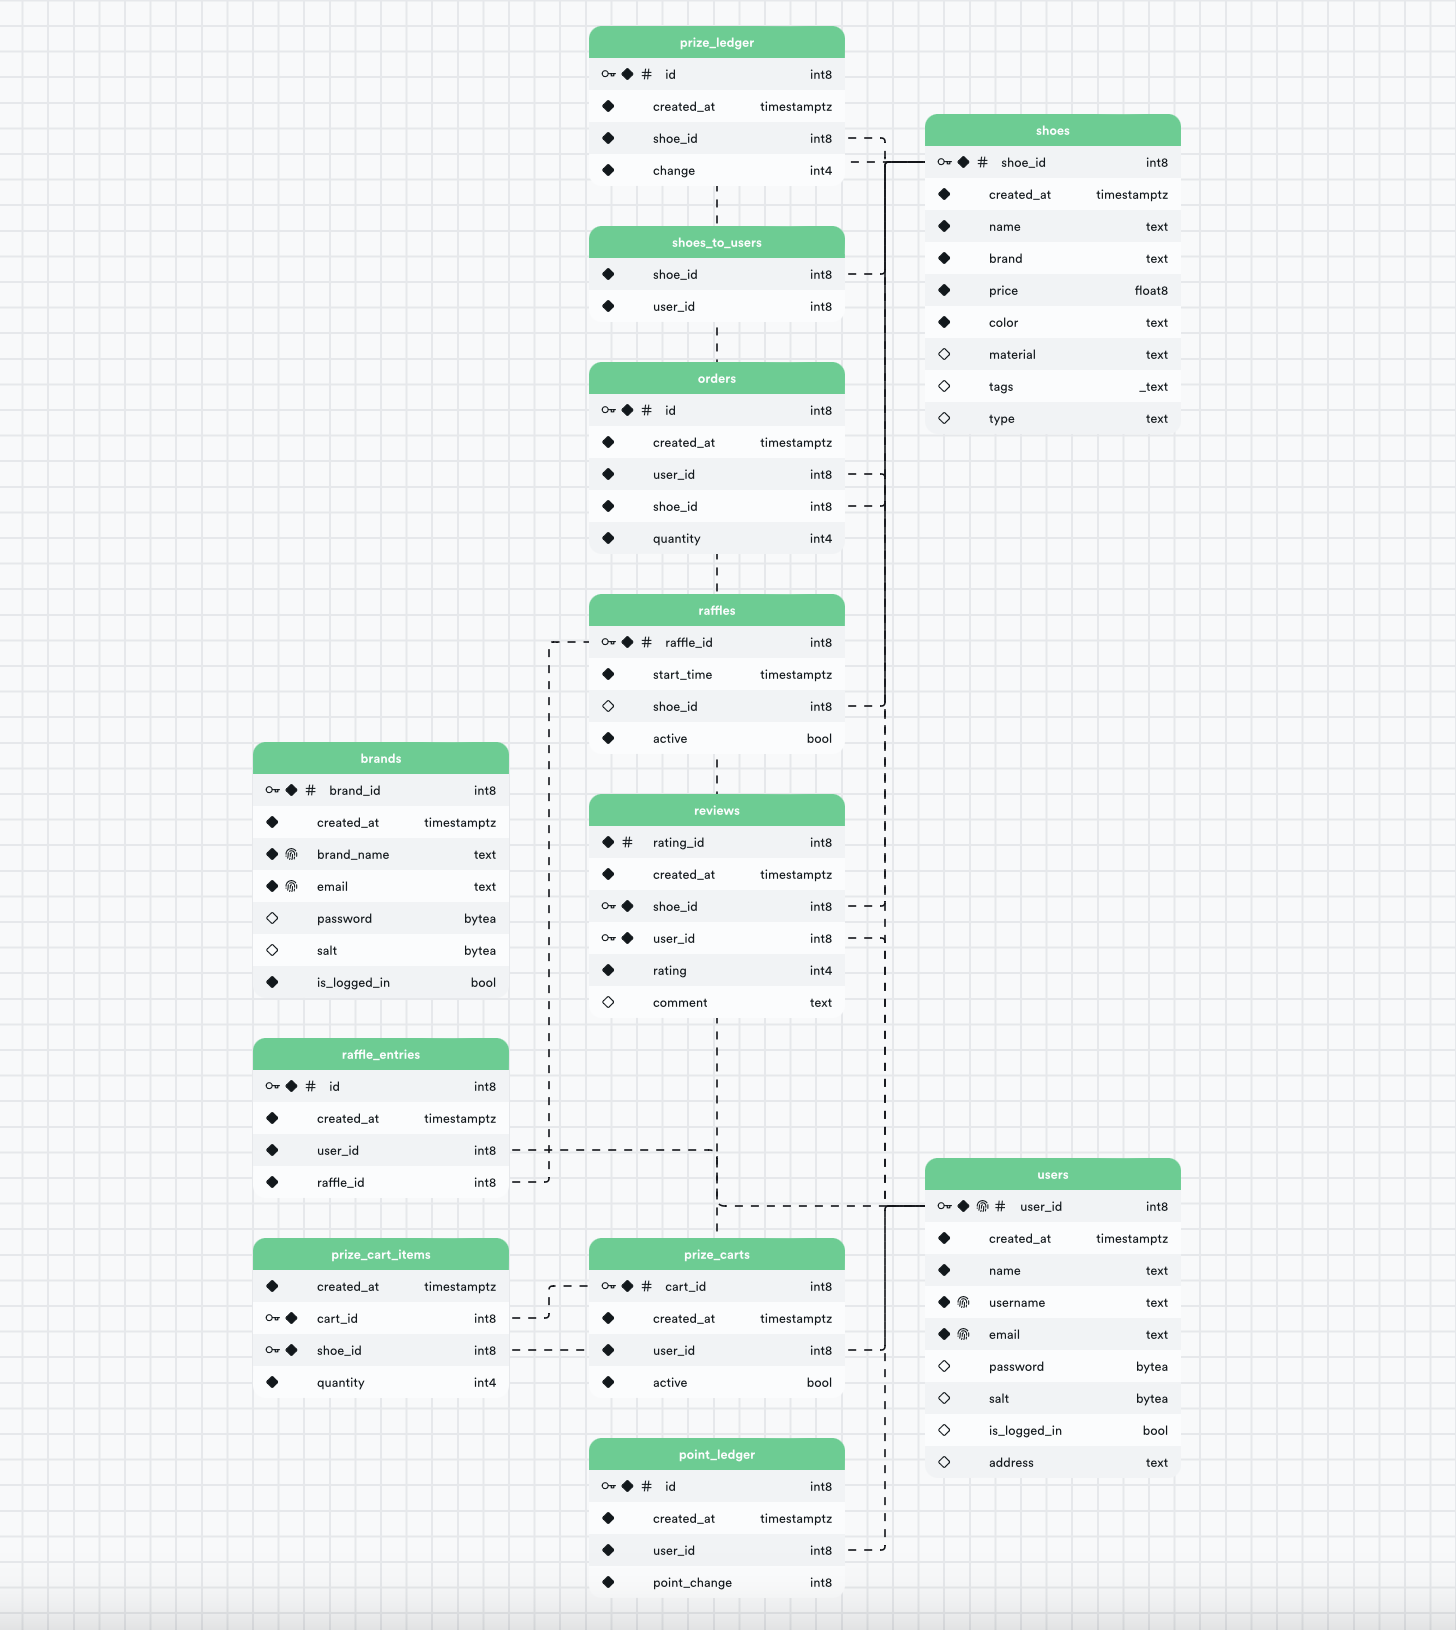 prize_ledger
# id int8
created_at timestamptz
shoe_id int8
change int4
shoes
# shoe_id int8
created_at timestamptz
name text
brand text
price float8
color text
material text
tags _text
type text
shoes_to_users
shoe_id int8
user_id int8
orders
# id int8
created_at timestamptz
user_id int8
shoe_id int8
quantity int4
raffles
# raffle_id int8
start_time timestamptz
shoe_id int8
active bool
brands
# brand_id int8
created_at timestamptz
brand_name text
email text
password bytea
salt bytea
is_logged_in bool
reviews
# rating_id int8
created_at timestamptz
shoe_id int8
user_id int8
rating int4
comment text
raffle_entries
# id int8
created_at timestamptz
user_id int8
raffle_id int8
users
# user_id int8
created_at timestamptz
name text
username text
email text
password bytea
salt bytea
is_logged_in bool
address text
prize_cart_items
created_at timestamptz
cart_id int8
shoe_id int8
quantity int4
prize_carts
# cart_id int8
created_at timestamptz
user_id int8
active bool
point_ledger
# id int8
created_at timestamptz
user_id int8
point_change int8